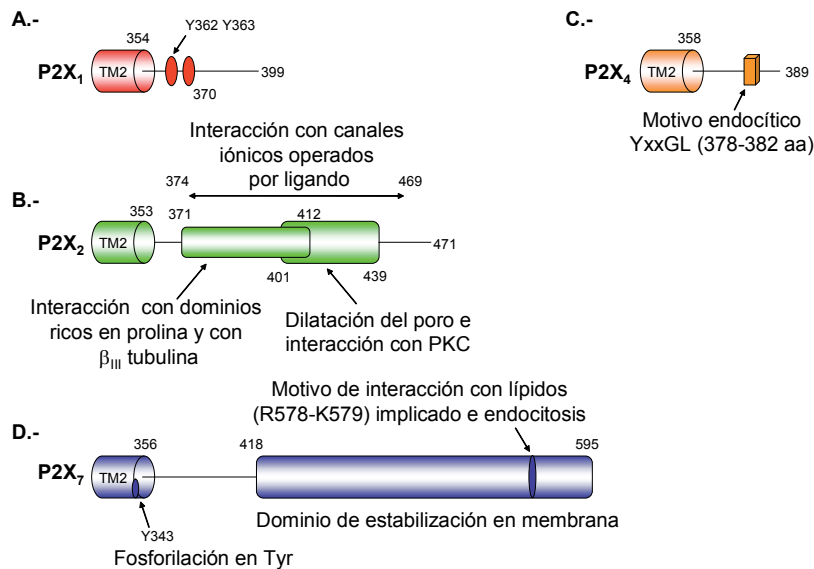 A.-
Y362 Y363
354
P2X1
TM2
399
370
C.-
358
P2X4
TM2
389
Motivo endocítico
YxxGL (378-382 aa)
Interacción con canales
iónicos operados
por ligando
374
469
B.-
353
371
412
P2X2
TM2
471
401
439
Interacción con dominios
ricos en prolina y con
βIII tubulina
Dilatación del poro e
interacción con PKC
Motivo de interacción con lípidos
(R578-K579) implicado e endocitosis
D.-
356
418
595
P2X7
TM2
Y343
Dominio de estabilización en membrana
Fosforilación en Tyr